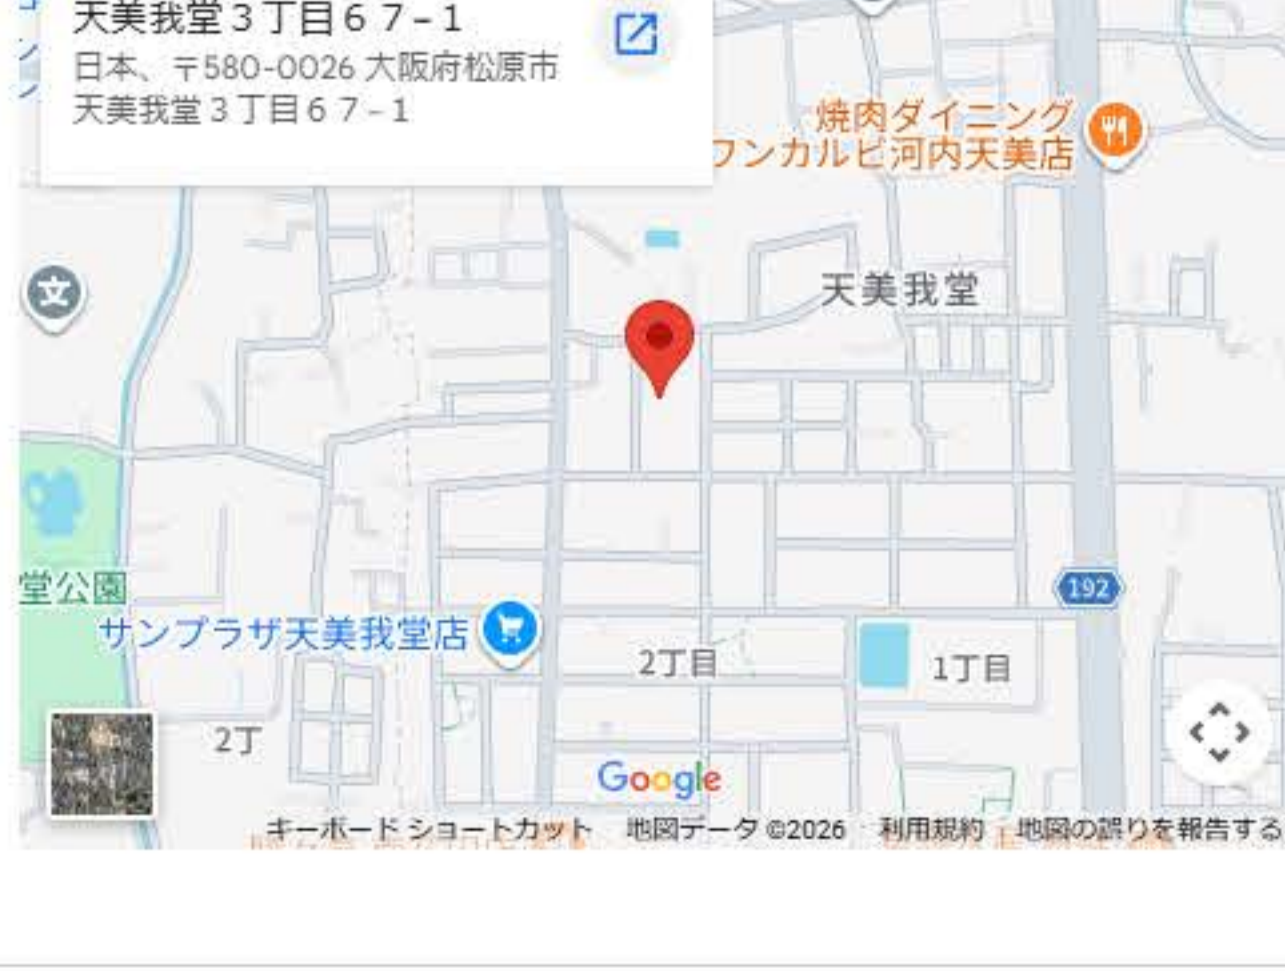 天美我堂３丁目６７−１
日本、〒580-0026 大阪府松原市
天美我堂３丁目６７−１
焼肉ダイニング
ワンカルビ河内天美店
天美我堂
文
堂公園
192
サンプラザ天美我堂店
2丁目
1丁目
2丁
Google
キーボード ショートカット
地図データ ©2026
利用規約
地図の誤りを報告する